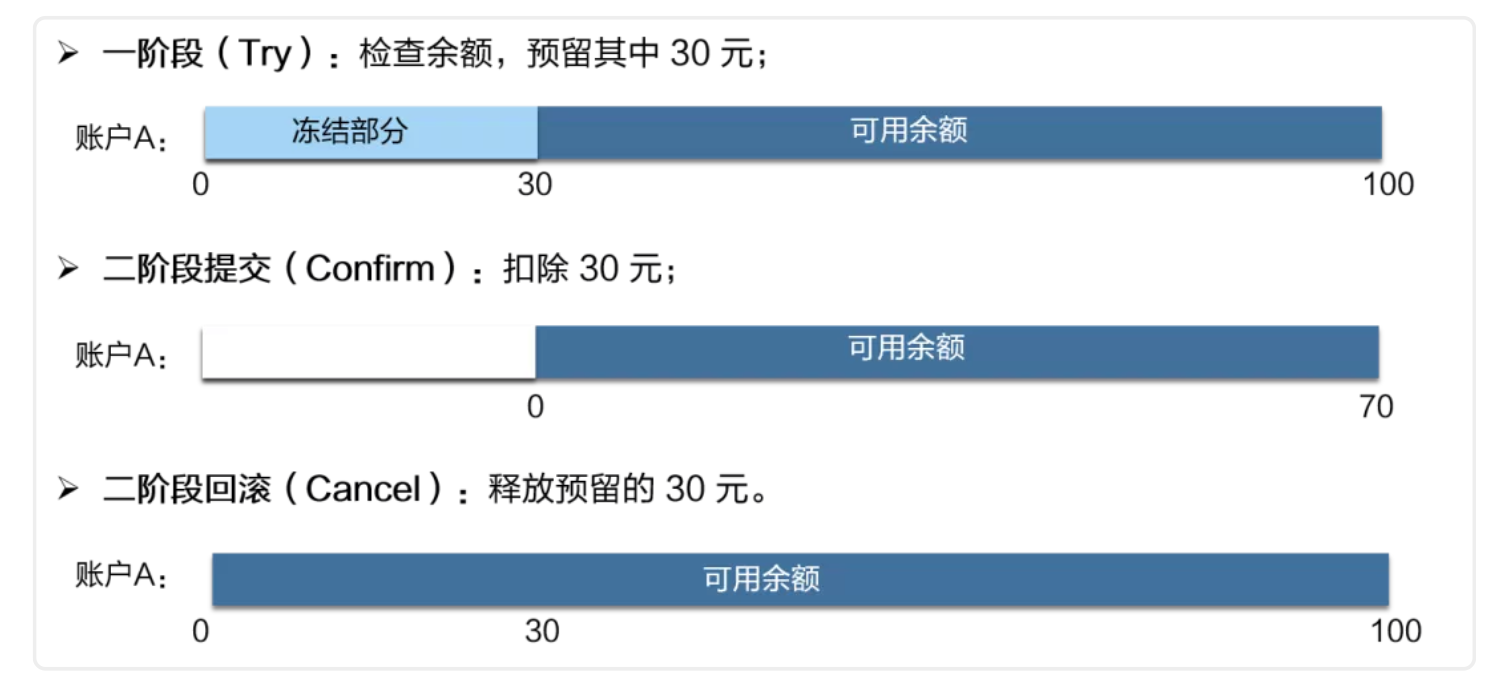 ➢ 一阶段（Try）：检查余额，预留其中 30 元；
账户A： 冻结部分 可用余额
0 30 100
➢ 二阶段提交（Confirm）：扣除 30 元；
账户A： 可用余额
0 70
➢ 二阶段回滚（Cancel）：释放预留的 30 元。
账户A： 可用余额
0 30 100